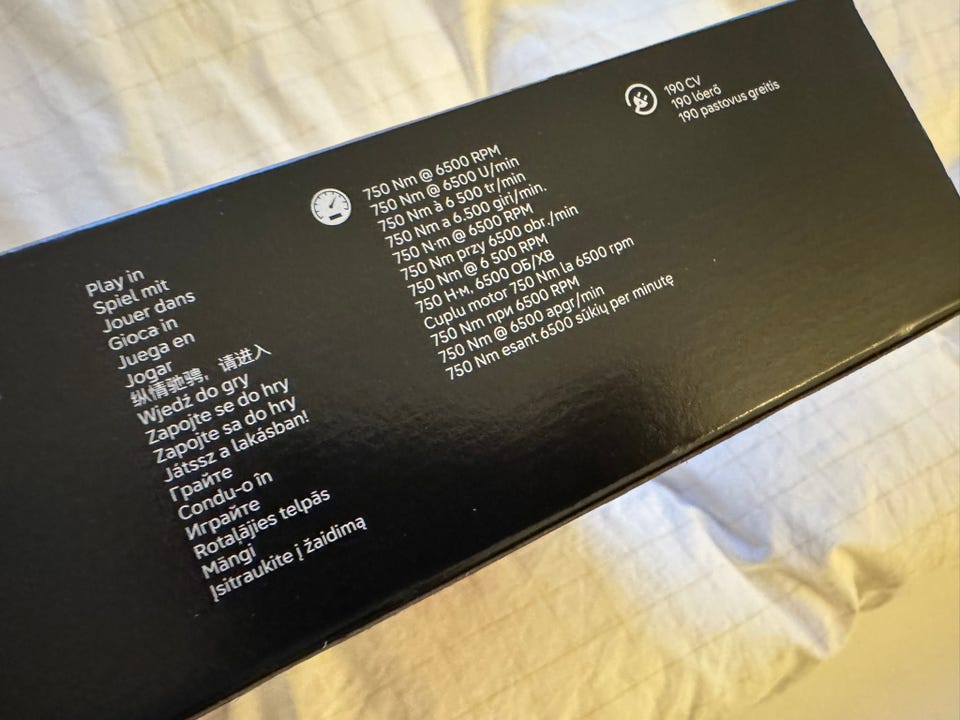 Play in
Spiel mit
Jouer dans
Gioca in
Juega en
Jogar
纵情驰骋，请进入
Wjedź do gry
Zapojte se do hry
Zapojte sa do hry
Játssz a lakásban!
Грайте
Condu-o în
Играйте
Rotaļājies telpās
Mängi
Įsitraukite į žaidimą
750 Nm @ 6500 RPM
750 Nm @ 6500 U/min
750 Nm à 6 500 tr/min
750 Nm a 6.500 giri/min.
750 N·m @ 6500 RPM
750 Nm przy 6500 obr./min
750 Nm @ 6 500 RPM
750 Н·м, 6500 ОБ/ХВ
Cuplu motor 750 Nm la 6500 rpm
750 Nm при 6500 RPM
750 Nm @ 6500 apgr/min
750 Nm esant 6500 sūkių per minutę
190 CV
190 lóerő
190 pastovus greitis